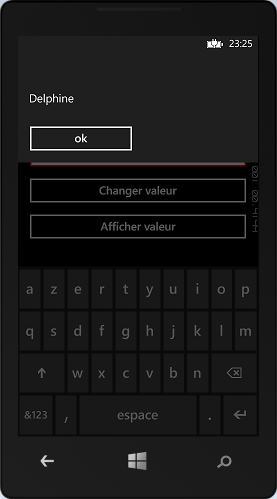 23:25
Delphine
ok
Changer valeur
Afficher valeur
a z e r t y u i o p
q s d f g h j k l m
w x c v b n
&123 , espace .